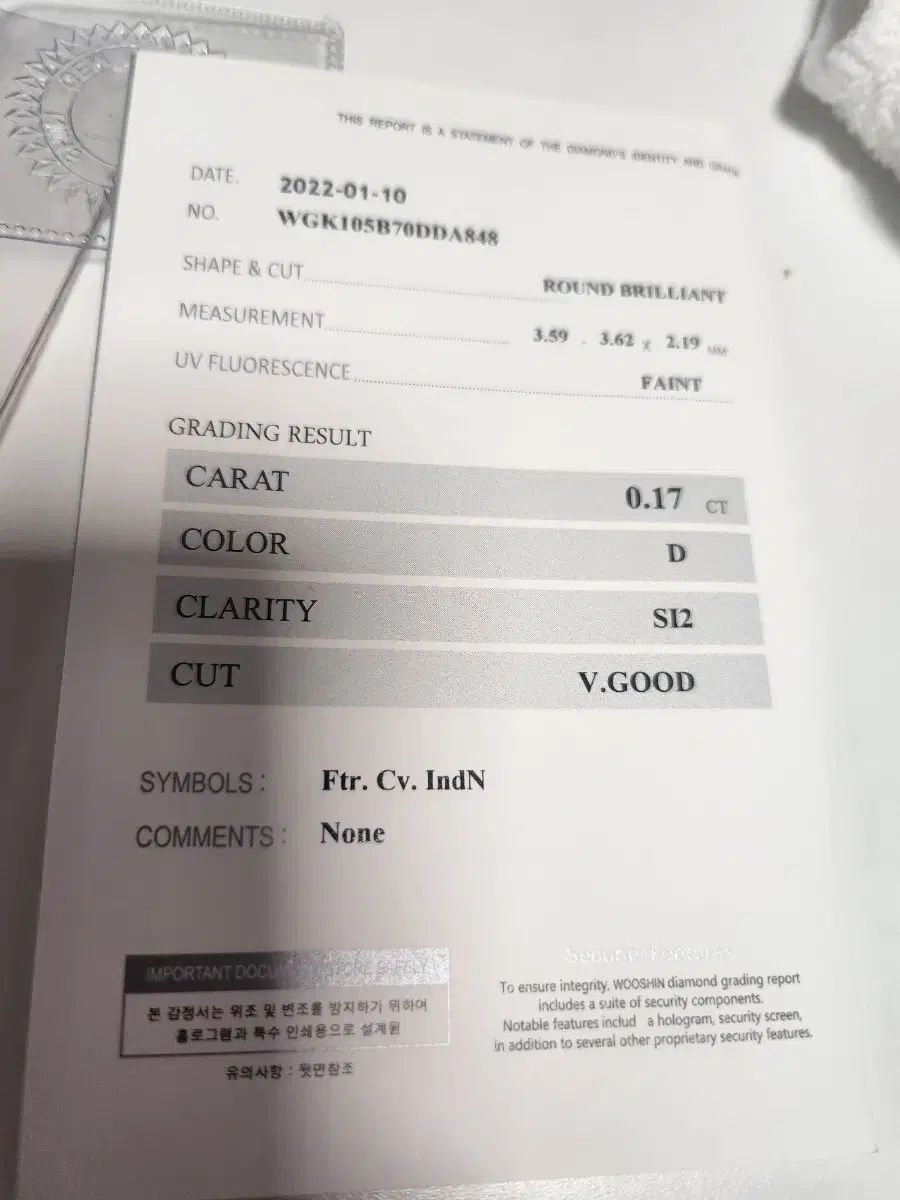 THIS REPORT IS A STATEMENT OF THE DIAMOND'S IDENTITY AND GRADE
DATE. 2022-01-10
NO. WGK105B70DDA848
SHAPE & CUT ROUND BRILLIANT
MEASUREMENT 3.59 - 3.62 x 2.19 MM
UV FLUORESCENCE FAINT
GRADING RESULT
CARAT 0.17 CT
COLOR D
CLARITY SI2
CUT V.GOOD
SYMBOLS : Ftr. Cv. IndN
COMMENTS : None
IMPORTANT DOCU STORE SAFELY
본 감정서는 위조 및 변조를 방지하기 위하여
홀로그램과 특수 인쇄용으로 설계됨
유의사항 : 뒷면참조
Security Features
To ensure integrity, WOOSHIN diamond grading report
includes a suite of security components.
Notable features includ a hologram, security screen,
in addition to several other proprietary security features.